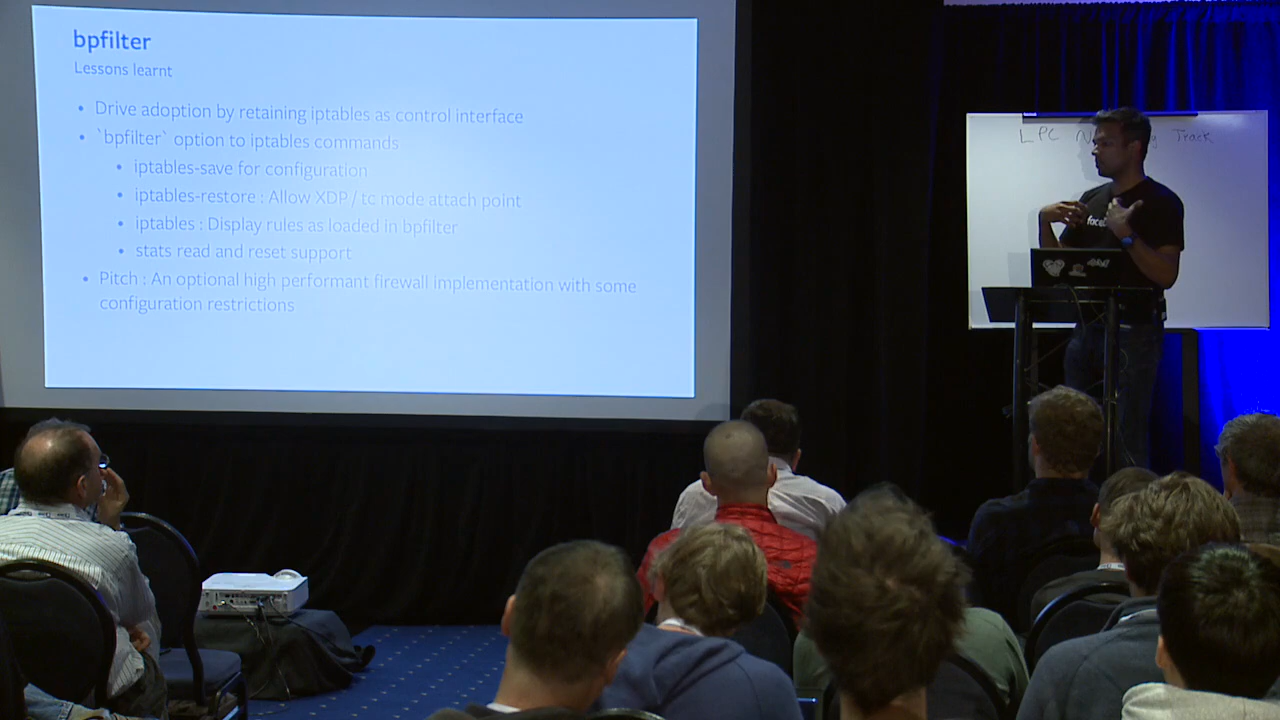 bpfilter
Lessons learnt
• Drive adoption by retaining iptables as control interface
• `bpfilter` option to iptables commands
• iptables-save for configuration
• iptables-restore : Allow XDP / tc mode attach point
• iptables : Display rules as loaded in bpfilter
• stats read and reset support
• Pitch : An optional high performant firewall implementation with some
configuration restrictions
LPC Track